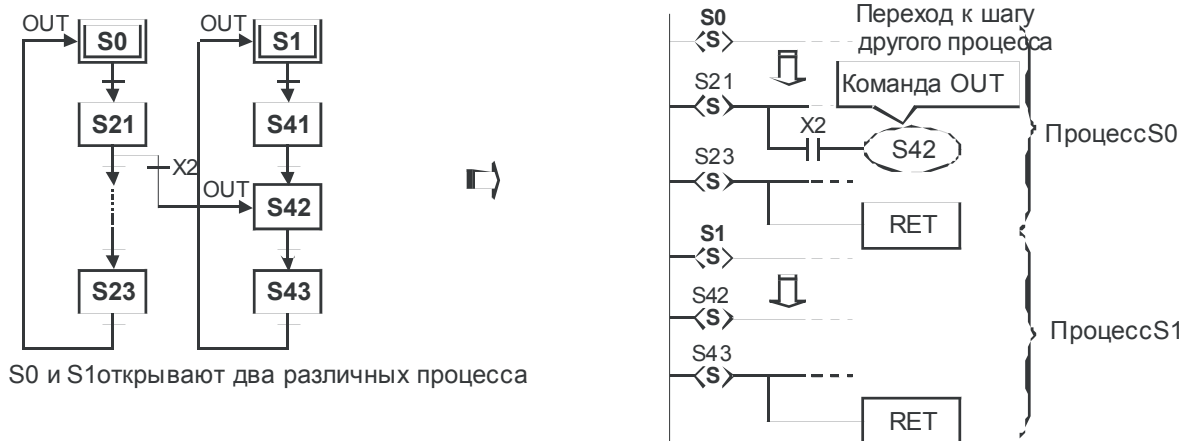 OUT
S0
OUT
S1
S21
S41
X2
OUT
S42
S23
S43
S0 и S1открывают два различных процесса
S0
S
Переход к шагу
другого процесса
S21
S
Команда OUT
X2
S42
S23
S
RET
ПроцессS0
S1
S
S42
S
S43
S
RET
ПроцессS1